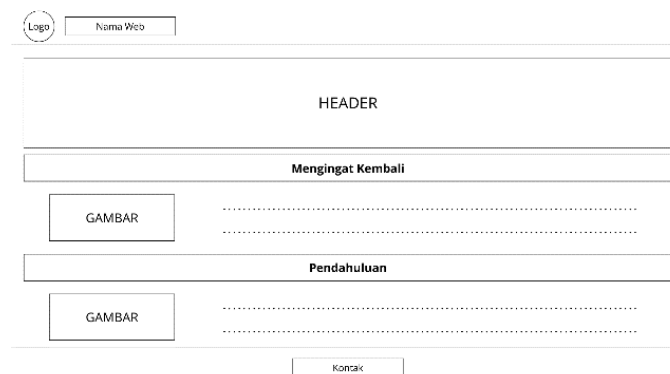 Logo
Nama Web
HEADER
Mengingat Kembali
GAMBAR
Pendahuluan
GAMBAR
Kontak